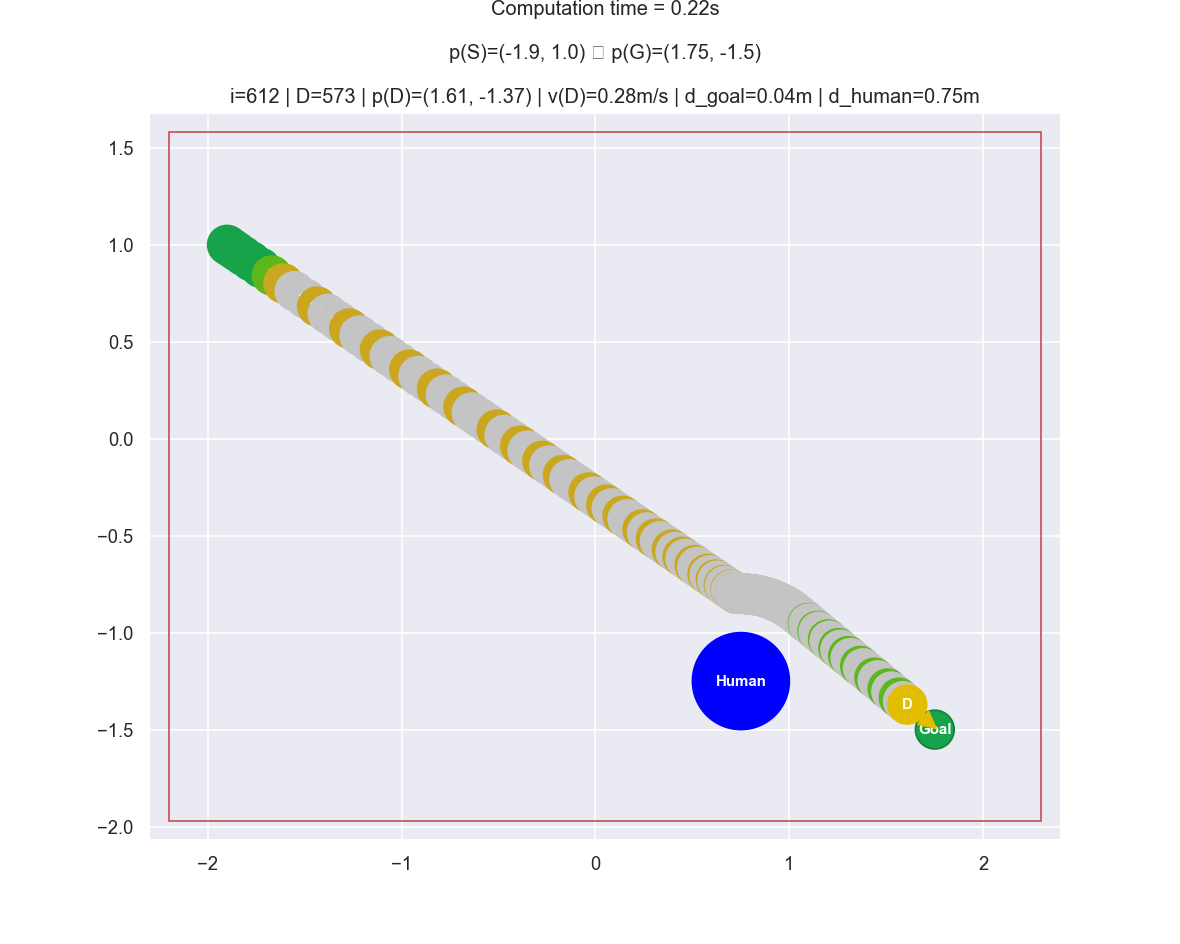 Computation time = 0.22s
p(S)=(-1.9, 1.0) □ p(G)=(1.75, -1.5)
i=612 | D=573 | p(D)=(1.61, -1.37) | v(D)=0.28m/s | d_goal=0.04m | d_human=0.75m
1.5
1.0
0.5
0.0
−0.5
−1.0
Human
D
−1.5
Goal
−2.0
−2
−1
0
1
2